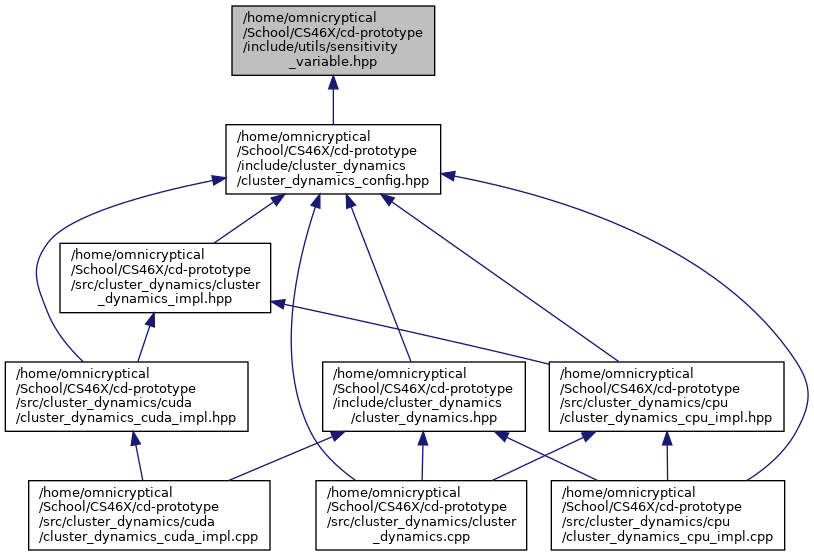 /home/omnicryptical
/School/CS46X/cd-prototype
/include/utils/sensitivity
_variable.hpp
/home/omnicryptical
/School/CS46X/cd-prototype
/include/cluster_dynamics
/cluster_dynamics_config.hpp
/home/omnicryptical
/School/CS46X/cd-prototype
/src/cluster_dynamics/cluster
_dynamics_impl.hpp
/home/omnicryptical
/School/CS46X/cd-prototype
/src/cluster_dynamics/cuda
/cluster_dynamics_cuda_impl.hpp
/home/omnicryptical
/School/CS46X/cd-prototype
/include/cluster_dynamics
/cluster_dynamics.hpp
/home/omnicryptical
/School/CS46X/cd-prototype
/src/cluster_dynamics/cpu
/cluster_dynamics_cpu_impl.hpp
/home/omnicryptical
/School/CS46X/cd-prototype
/src/cluster_dynamics/cuda
/cluster_dynamics_cuda_impl.cpp
/home/omnicryptical
/School/CS46X/cd-prototype
/src/cluster_dynamics/cluster
_dynamics.cpp
/home/omnicryptical
/School/CS46X/cd-prototype
/src/cluster_dynamics/cpu
/cluster_dynamics_cpu_impl.cpp